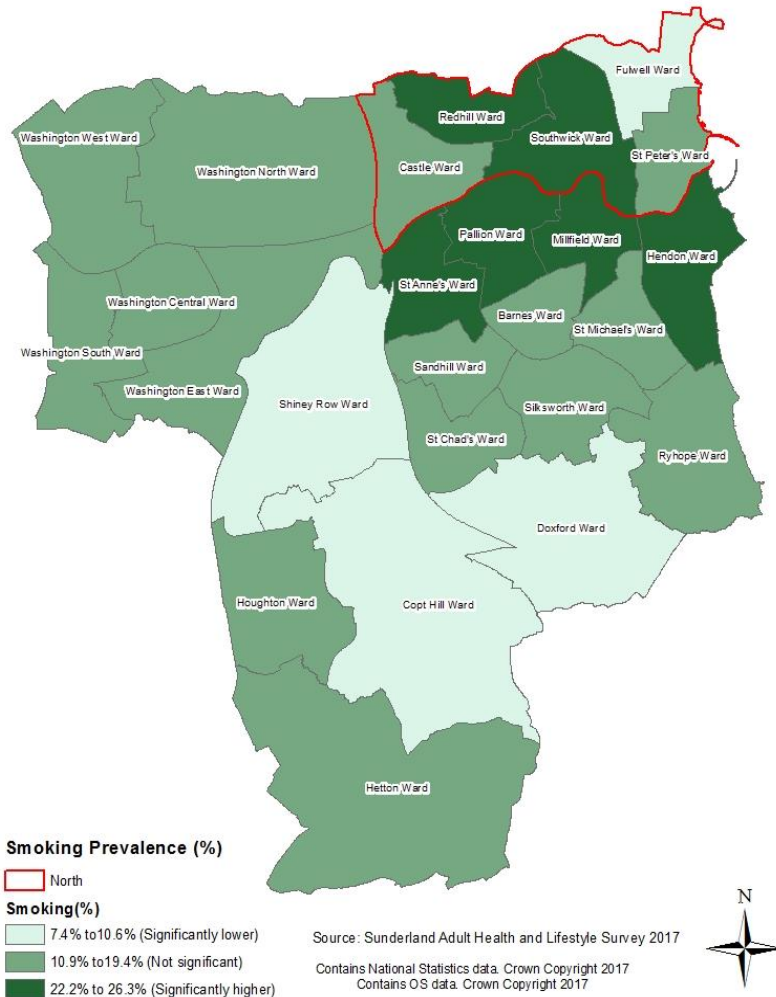 Fulwell Ward
Redhill Ward
Washington West Ward
Southwick Ward
St Peter's Ward
Castle Ward
Washington North Ward
Pallion Ward
Millfield Ward
Hendon Ward
St Anne's Ward
Washington Central Ward
Barnes Ward
St Michael's Ward
Washington South Ward
Sandhill Ward
Washington East Ward
Shiney Row Ward
Silksworth Ward
St Chad's Ward
Ryhope Ward
Doxford Ward
Houghton Ward
Copt Hill Ward
Hetton Ward
Smoking Prevalence (%)
North
Smoking(%)
7.4% to10.6% (Significantly lower)
10.9% to19.4% (Not significant)
22.2% to 26.3% (Significantly higher)
Source: Sunderland Adult Health and Lifestyle Survey 2017
Contains National Statistics data. Crown Copyright 2017
Contains OS data. Crown Copyright 2017
N